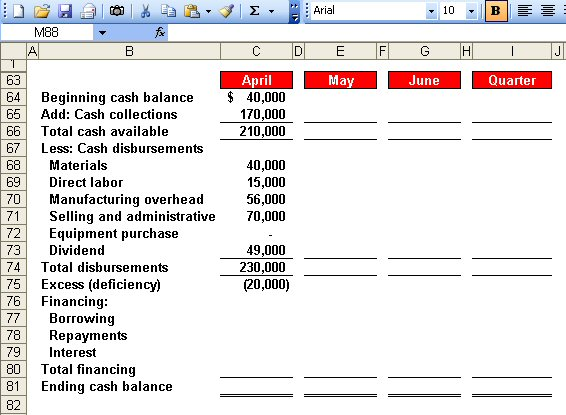 Arial 10 B
M88 fx
A B C D E F G H I J
63 April May June Quarter
64 Beginning cash balance $ 40,000
65 Add: Cash collections 170,000
66 Total cash available 210,000
67 Less: Cash disbursements
68 Materials 40,000
69 Direct labor 15,000
70 Manufacturing overhead 56,000
71 Selling and administrative 70,000
72 Equipment purchase -
73 Dividend 49,000
74 Total disbursements 230,000
75 Excess (deficiency) (20,000)
76 Financing:
77 Borrowing
78 Repayments
79 Interest
80 Total financing
81 Ending cash balance
82